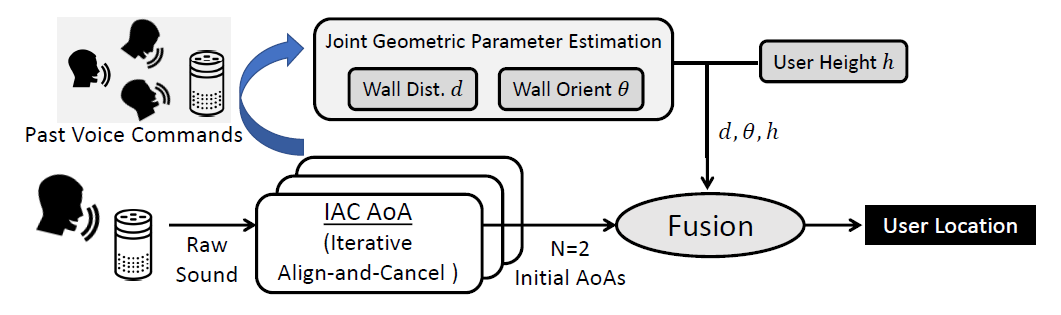 Joint Geometric Parameter Estimation
Wall Dist. d
Wall Orient θ
User Height h
Past Voice Commands
d, θ, h
IAC AoA
(Iterative
Align-and-Cancel )
Raw
Sound
N=2
Initial AoAs
Fusion
User Location